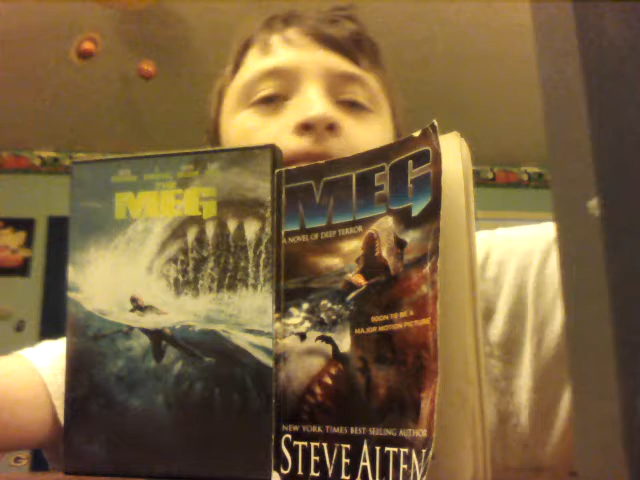 THE
MEG
MEG
A NOVEL OF DEEP TERROR
SOON TO BE A
MAJOR MOTION PICTURE
NEW YORK TIMES BEST-SELLING AUTHOR
STEVE ALTEN